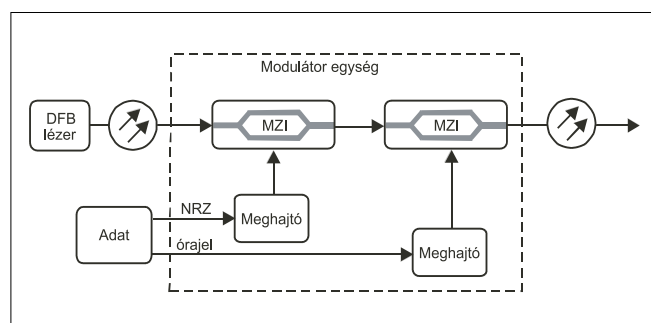 Modulátor egység
DFB
lézer
MZI
MZI
NRZ
Meghajtó
Adat
órajel
Meghajtó